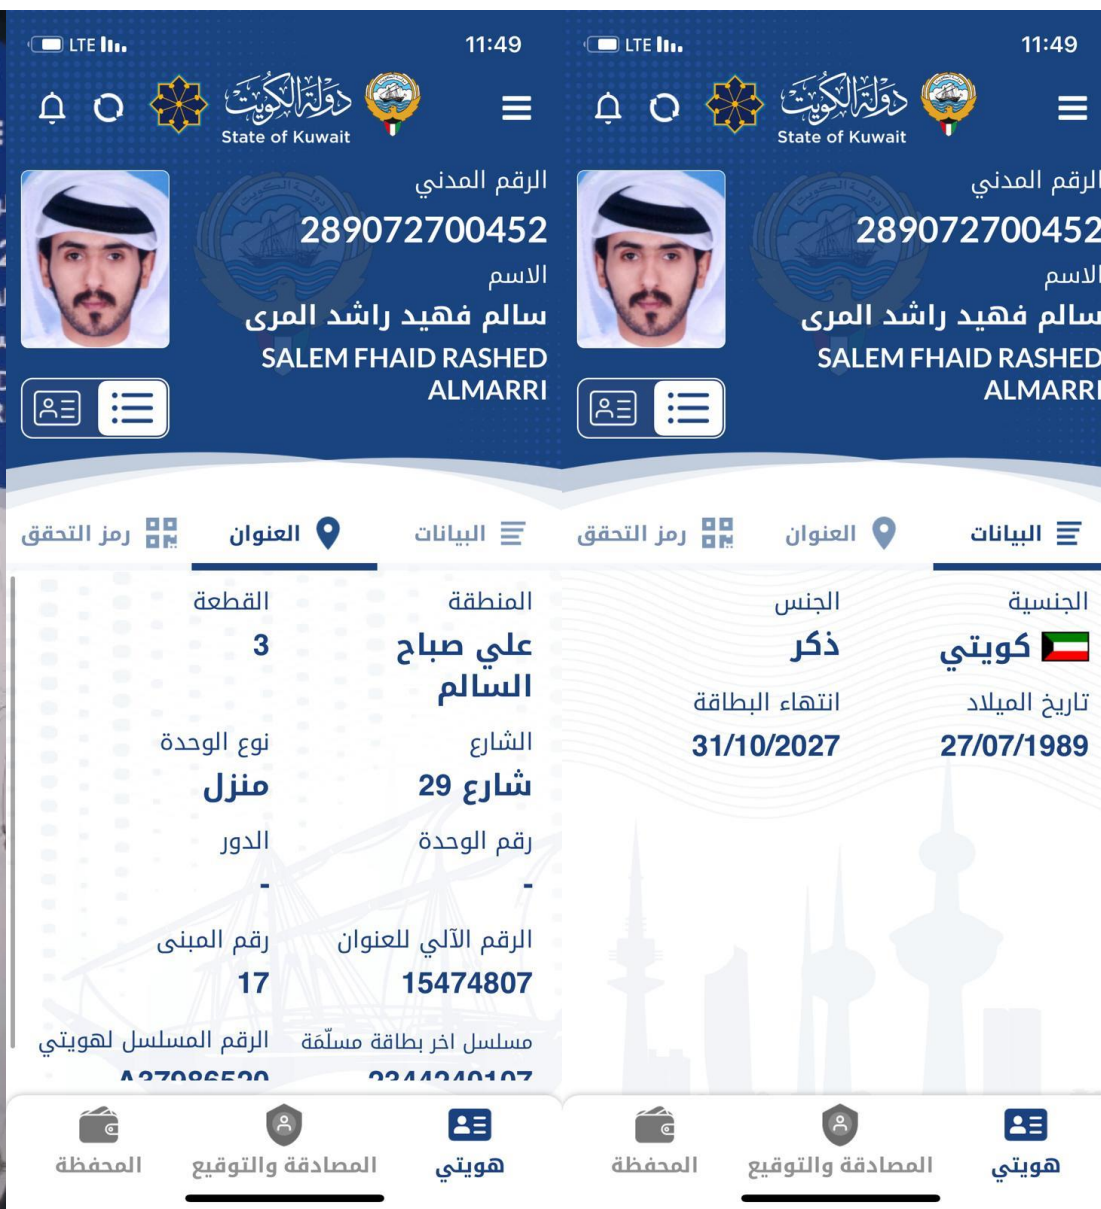 LTE 11:49
دولة الكويت
State of Kuwait
الرقم المدني
289072700452
الاسم
سالم فهيد راشد المرى
SALEM FHAID RASHED
ALMARRI
البيانات العنوان رمز التحقق
المنطقة القطعة
علي صباح 3
السالم
الشارع نوع الوحدة
شارع 29 منزل
رقم الوحدة الدور
- -
الرقم الآلي للعنوان رقم المبنى
15474807 17
مسلسل اخر بطاقة مسلّمَة الرقم المسلسل لهويتي
هويتي المصادقة والتوقيع المحفظة
LTE 11:49
دولة الكويت
State of Kuwait
الرقم المدني
289072700452
الاسم
سالم فهيد راشد المرى
SALEM FHAID RASHED
ALMARRI
البيانات العنوان رمز التحقق
الجنسية الجنس
كويتي ذكر
تاريخ الميلاد انتهاء البطاقة
27/07/1989 31/10/2027
هويتي المصادقة والتوقيع المحفظة